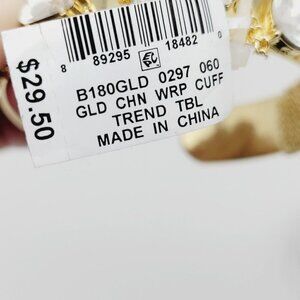 8 89295 18482 0
B180GLD 0297 060
GLD CHN WRP CUFF
TREND TBL
MADE IN CHINA
$29.50